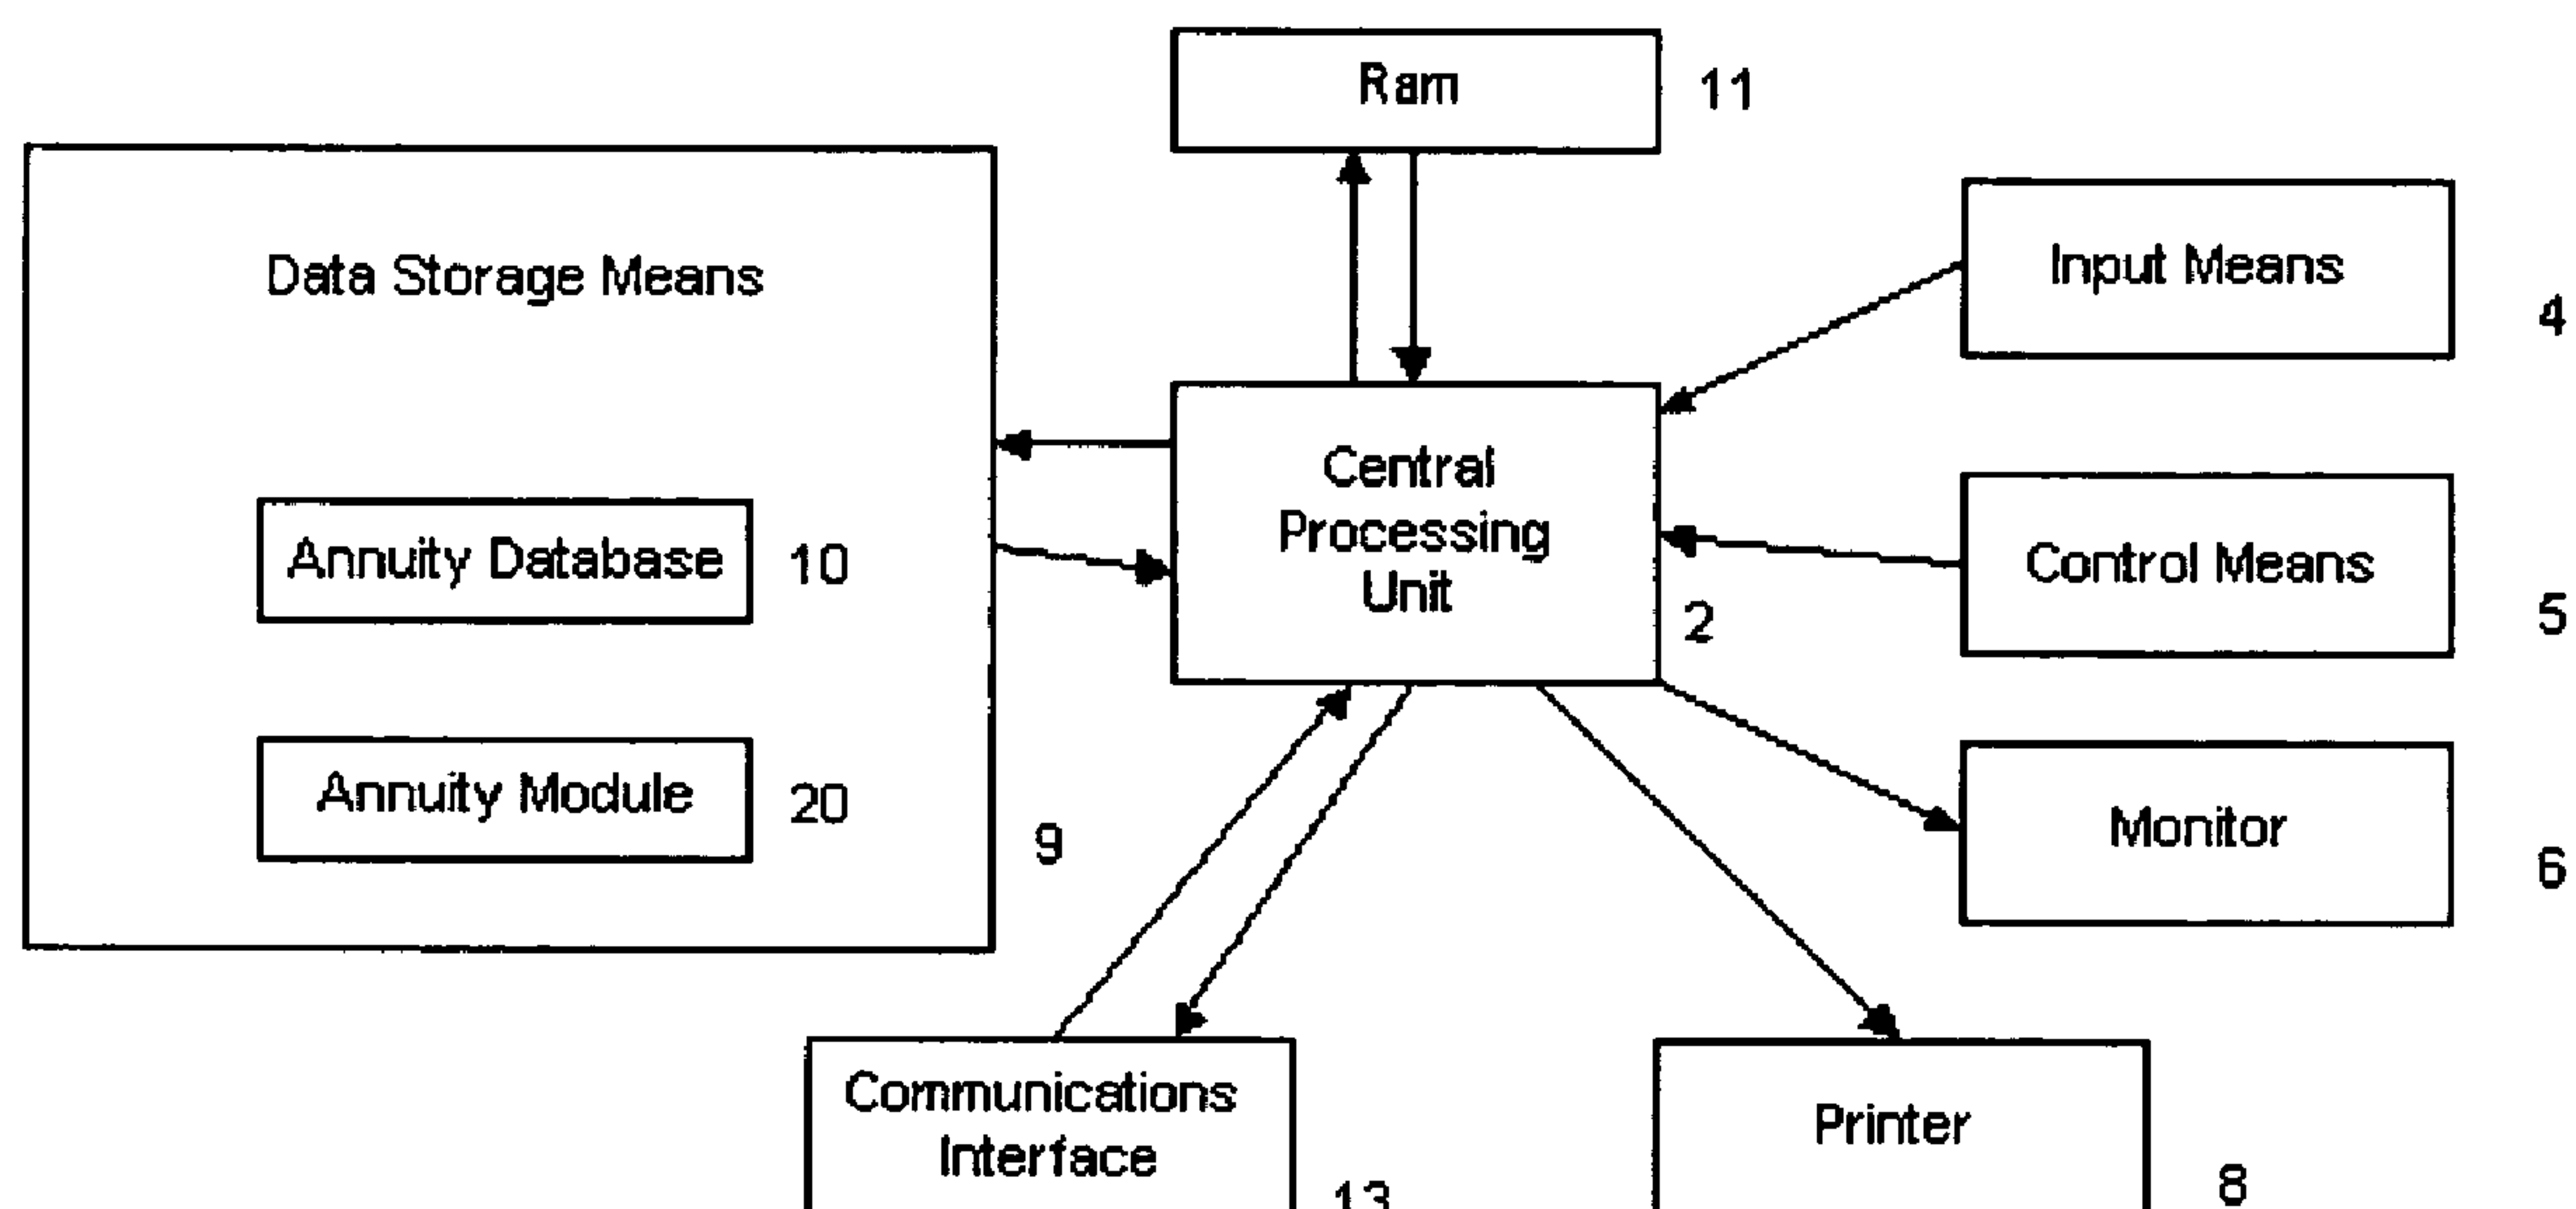 Ram
11
Data Storage Means
Input Means
4
Central
Processing
Unit
2
Annuity Database
10
Control Means
5
Annuity Module
20
9
Monitor
6
Communications
Interface
13
Printer
8